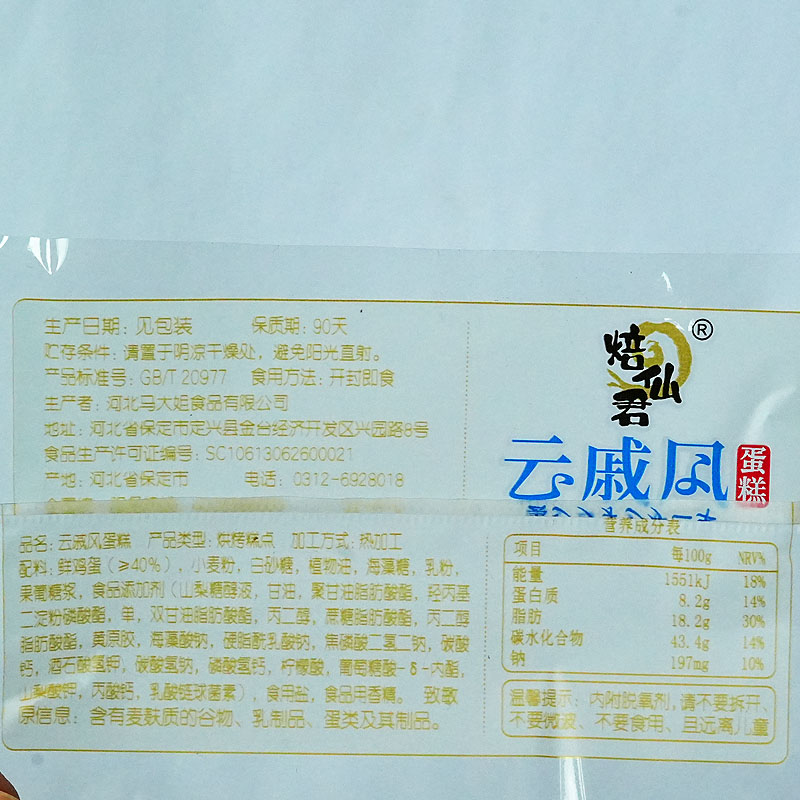 生产日期：见包装 保质期：90天
贮存条件：请置于阴凉干燥处，避免阳光直射。
产品标准号：GB/T 20977 食用方法：开封即食
生产者：河北马大姐食品有限公司
地址：河北省保定市定兴县金台经济开发区兴园路8号
食品生产许可证编号：SC10613062600021
产地：河北省保定市 电话：0312-6928018
焙仙君®
云戚风蛋糕
品名：云戚风蛋糕 产品类型：烘烤糕点 加工方式：热加工
配料：鲜鸡蛋（≥40%），小麦粉，白砂糖，植物油，海藻糖，乳粉，
果葡糖浆，食品添加剂（山梨糖醇液，甘油，聚甘油脂肪酸酯，羟丙基
二淀粉磷酸酯，单，双甘油脂肪酸酯，丙二醇，蔗糖脂肪酸酯，丙二醇
脂肪酸酯，黄原胶，海藻酸钠，硬脂酰乳酸钠，焦磷酸二氢二钠，碳酸
钙，酒石酸氢钾，碳酸氢钠，磷酸氢钙，柠檬酸，葡萄糖酸-δ-内酯，
山梨酸钾，丙酸钙，乳酸链球菌素），食用盐，食品用香精。 致敏
原信息：含有麦麸质的谷物、乳制品、蛋类及其制品。
营养成分表
项目 每100g NRV%
能量 1551kJ 18%
蛋白质 8.2g 14%
脂肪 18.2g 30%
碳水化合物 43.4g 14%
钠 197mg 10%
温馨提示：内附脱氧剂，请不要拆开、
不要微波、不要食用、且远离儿童